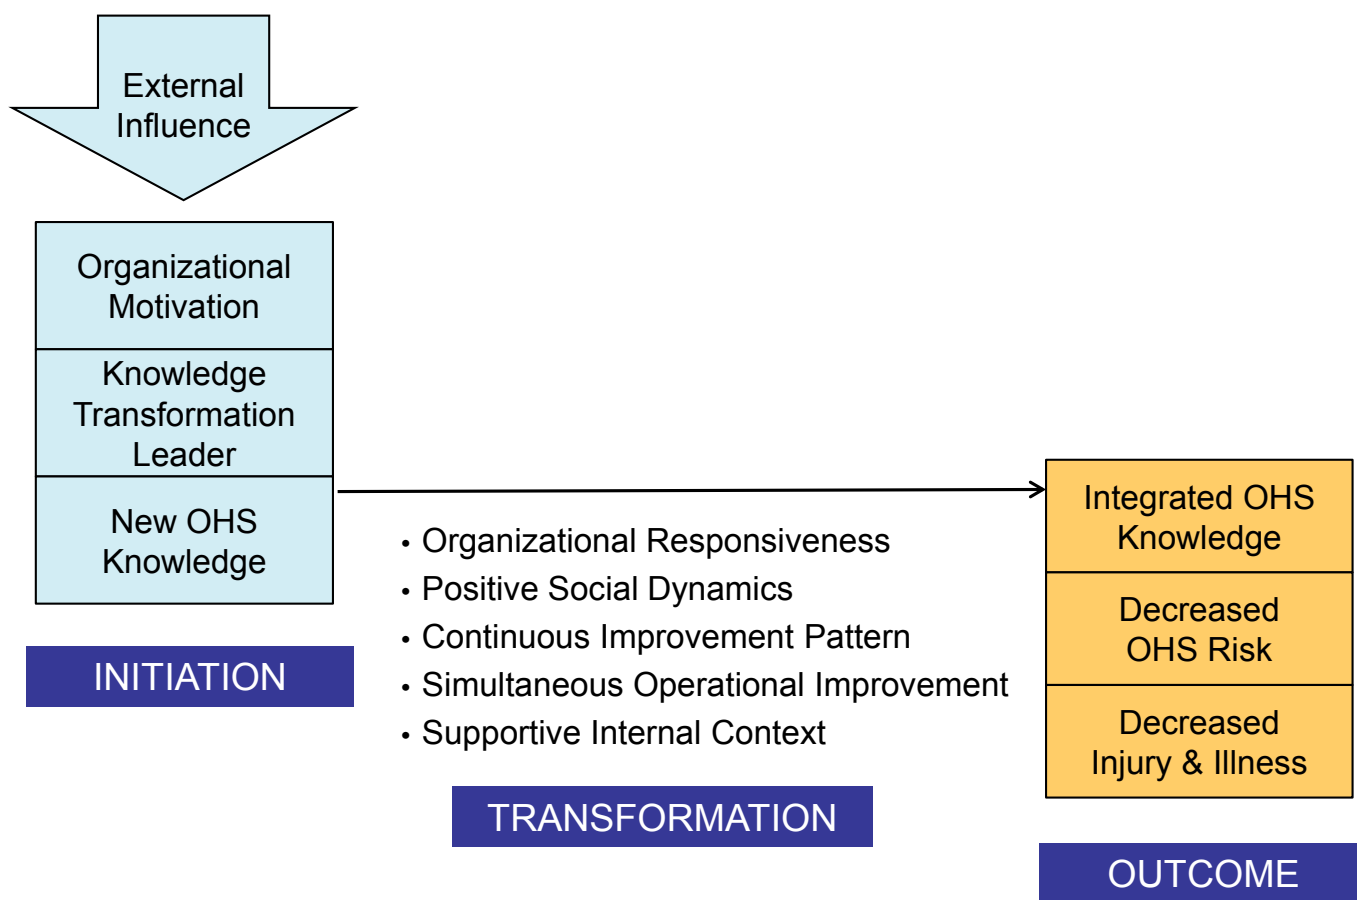 External
Influence
Organizational
Motivation
Knowledge
Transformation
Leader
New OHS
Knowledge
INITIATION
• Organizational Responsiveness
• Positive Social Dynamics
• Continuous Improvement Pattern
• Simultaneous Operational Improvement
• Supportive Internal Context
TRANSFORMATION
Integrated OHS
Knowledge
Decreased
OHS Risk
Decreased
Injury & Illness
OUTCOME